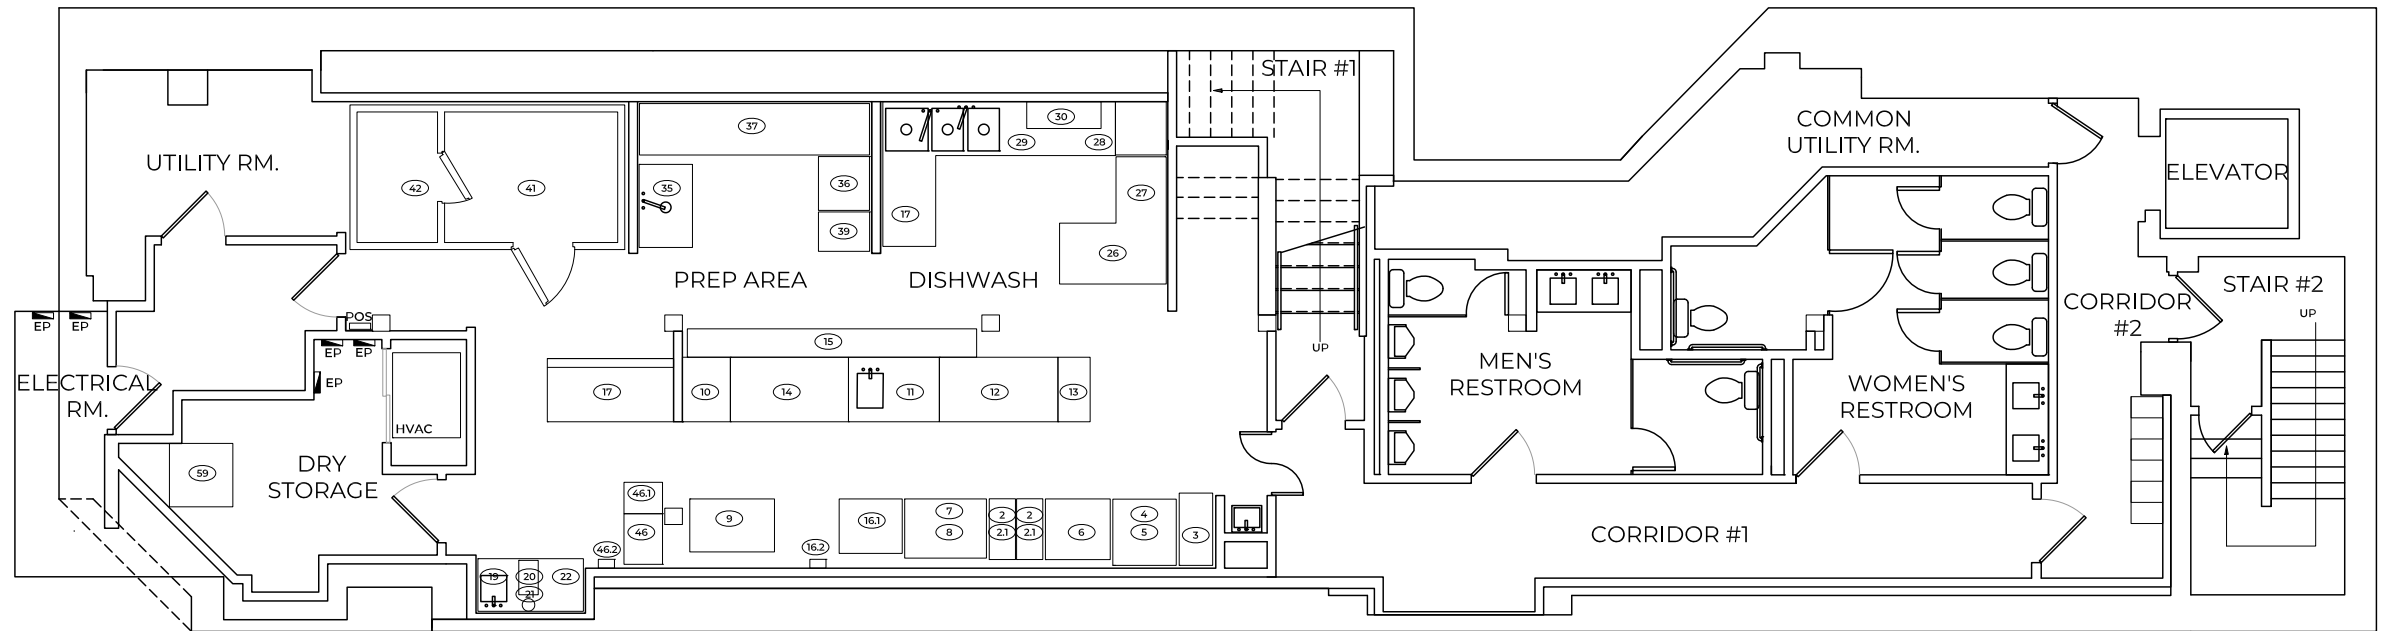 STAIR #1
37
30
29
28
COMMON
UTILITY RM.
UTILITY RM.
42
41
35
36
27
ELEVATOR
17
39
26
PREP AREA
DISHWASH
STAIR #2
CORRIDOR
#2
UP
EP
EP
POS
EP
EP
15
UP
MEN'S
RESTROOM
WOMEN'S
RESTROOM
ELECTRICAL
RM.
EP
17
10
14
11
12
13
HVAC
DRY
STORAGE
59
46.1
46
46.2
9
16.1
16.2
7
8
2
2.1
2
2.1
6
4
5
3
CORRIDOR #1
19
20
21
22